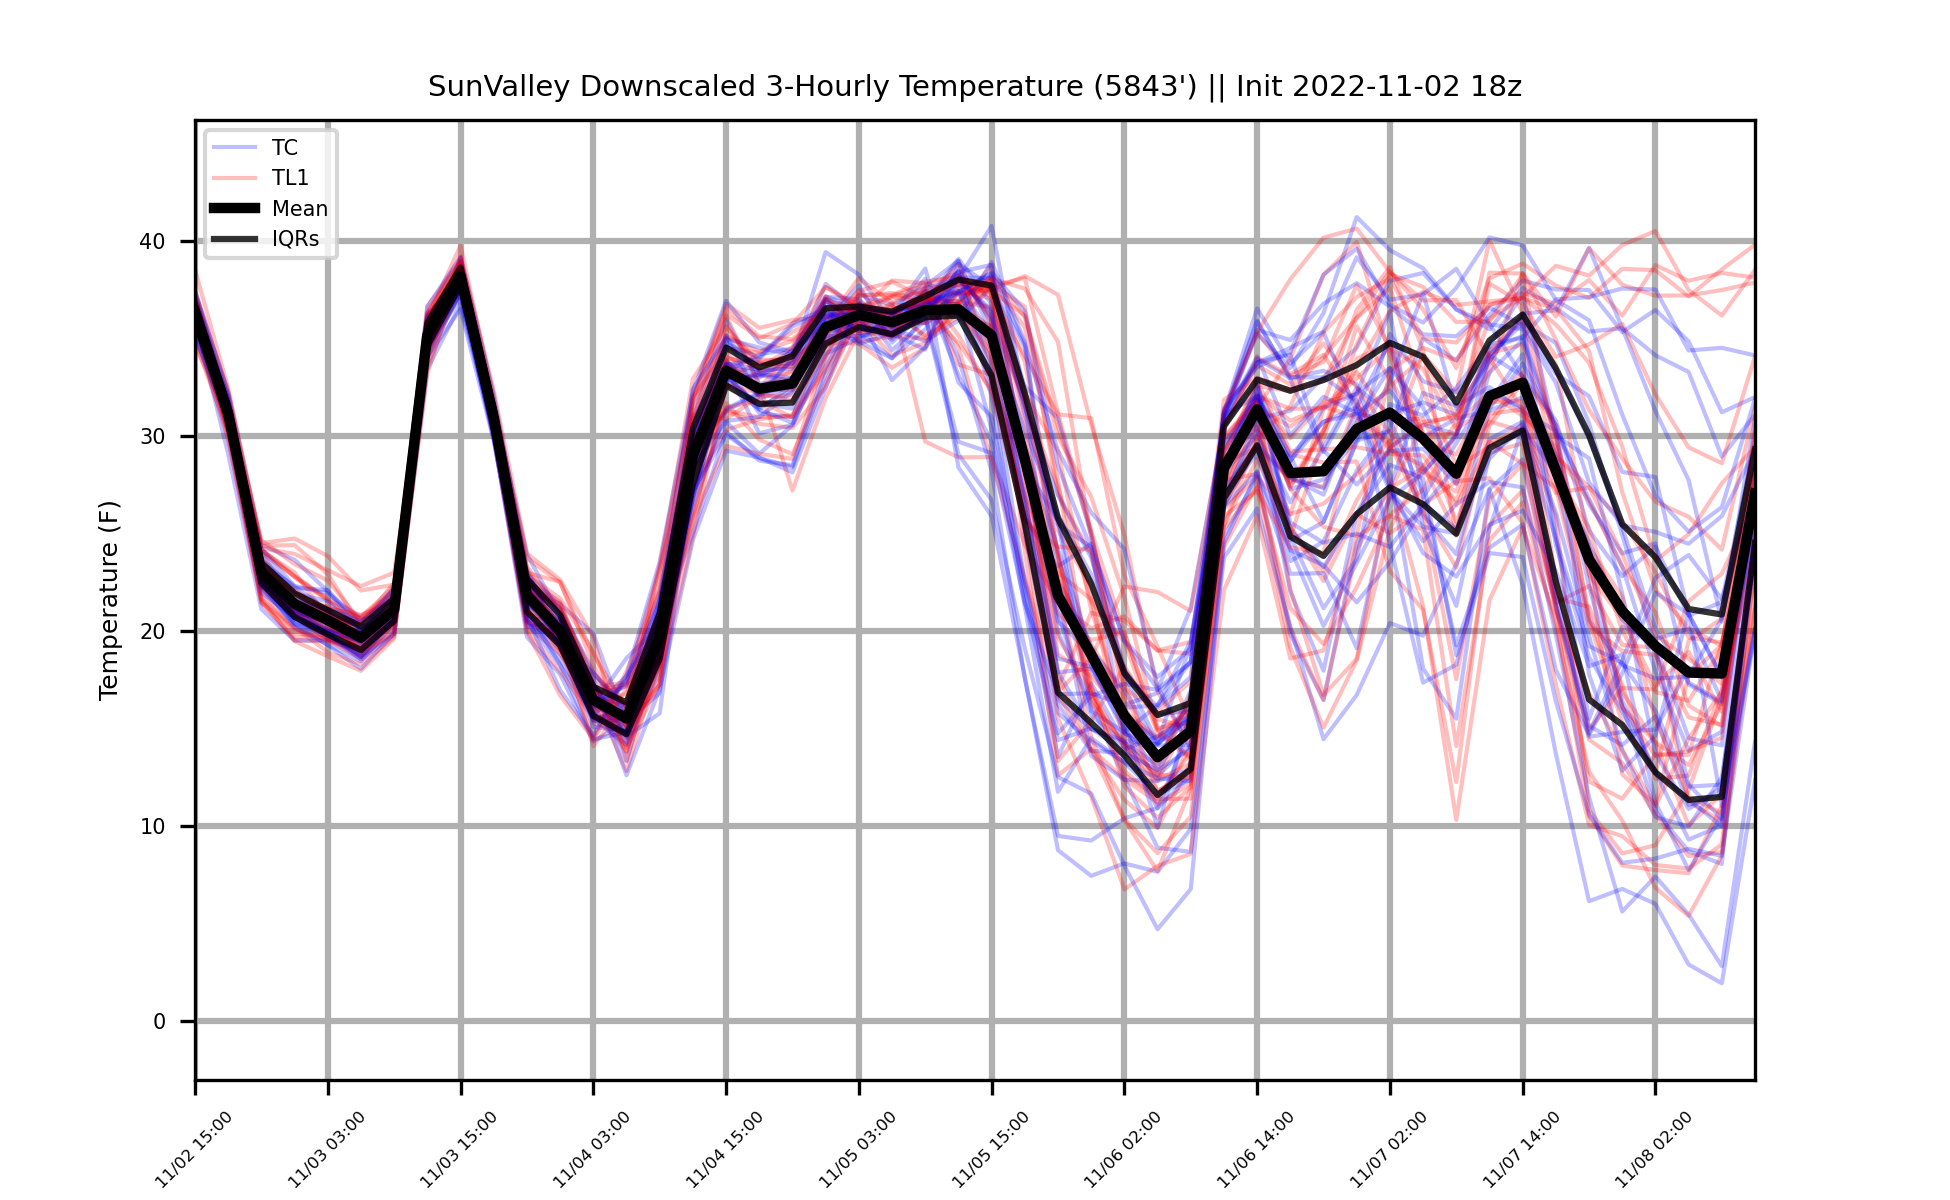 SunValley Downscaled 3-Hourly Temperature (5843') || Init 2022-11-02 18z
TC
TL1
Mean
IQRs
Temperature (F)
40
30
20
10
0
11/02 15:00
11/03 03:00
11/03 15:00
11/04 03:00
11/04 15:00
11/05 03:00
11/05 15:00
11/06 02:00
11/06 14:00
11/07 02:00
11/07 14:00
11/08 02:00